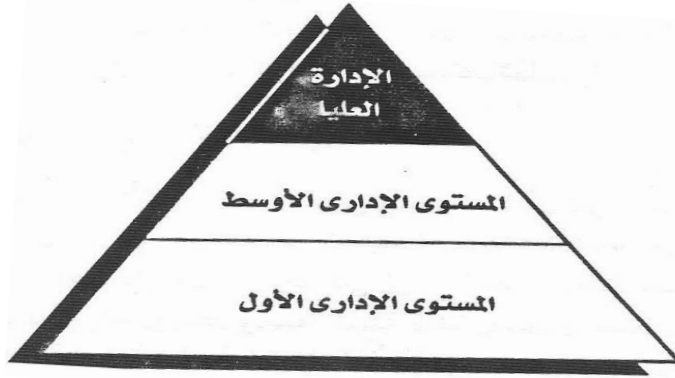 الإدارة
العليا
المستوى الإدارى الأوسط
المستوى الإدارى الأول